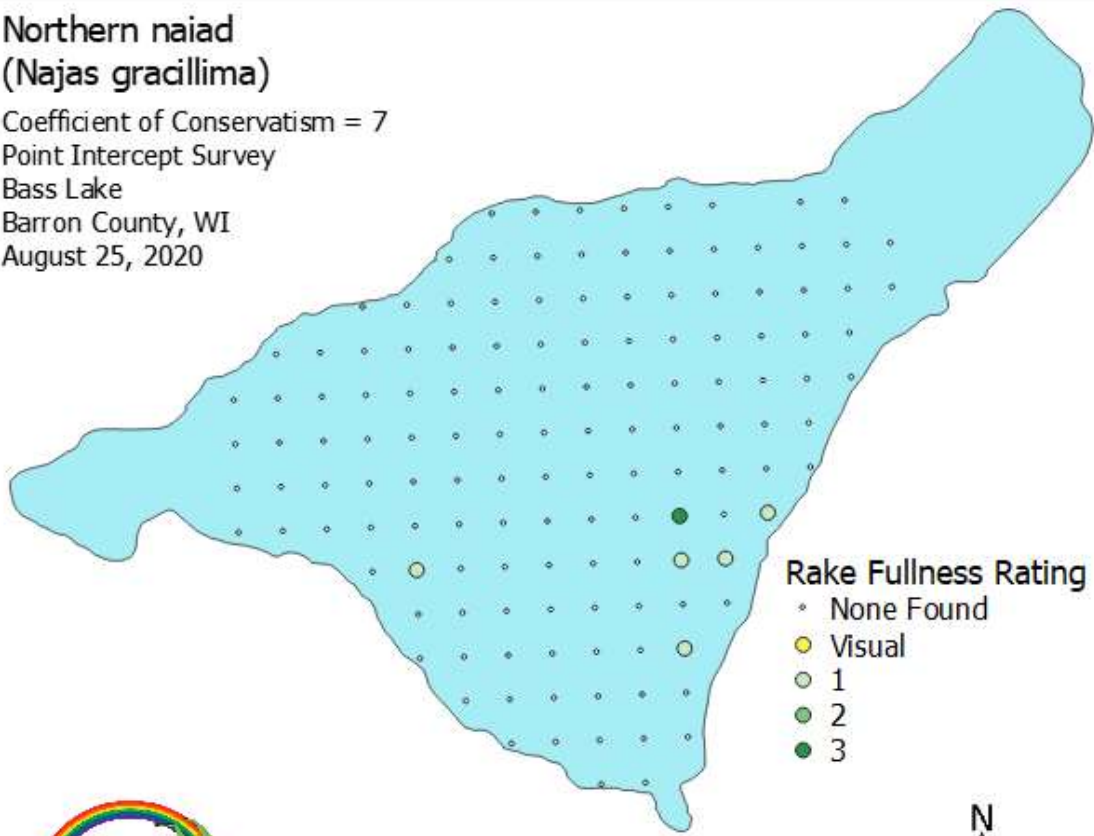 Northern naiad
(Najas gracillima)
Coefficient of Conservatism = 7
Point Intercept Survey
Bass Lake
Barron County, WI
August 25, 2020
Rake Fullness Rating
None Found
Visual
1
2
3
N